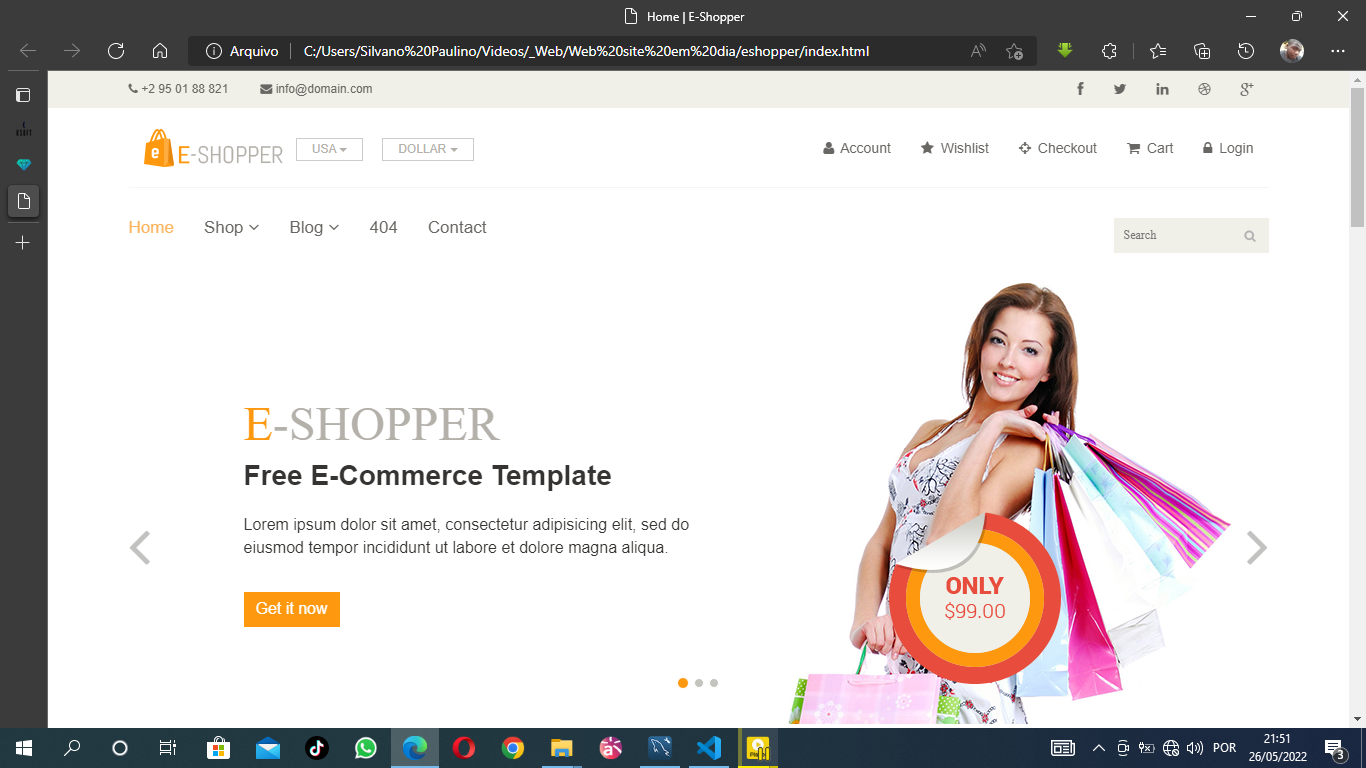 Home | E-Shopper
Arquivo C:/Users/Silvano%20Paulino/Videos/_Web/Web%20site%20em%20dia/eshopper/index.html
+2 95 01 88 821 info@domain.com
E-SHOPPER USA DOLLAR Account Wishlist Checkout Cart Login
Home Shop Blog 404 Contact Search
E-SHOPPER
Free E-Commerce Template
Lorem ipsum dolor sit amet, consectetur adipisicing elit, sed do
eiusmod tempor incididunt ut labore et dolore magna aliqua.
Get it now
ONLY
$99.00
POR
21:51
26/05/2022
3